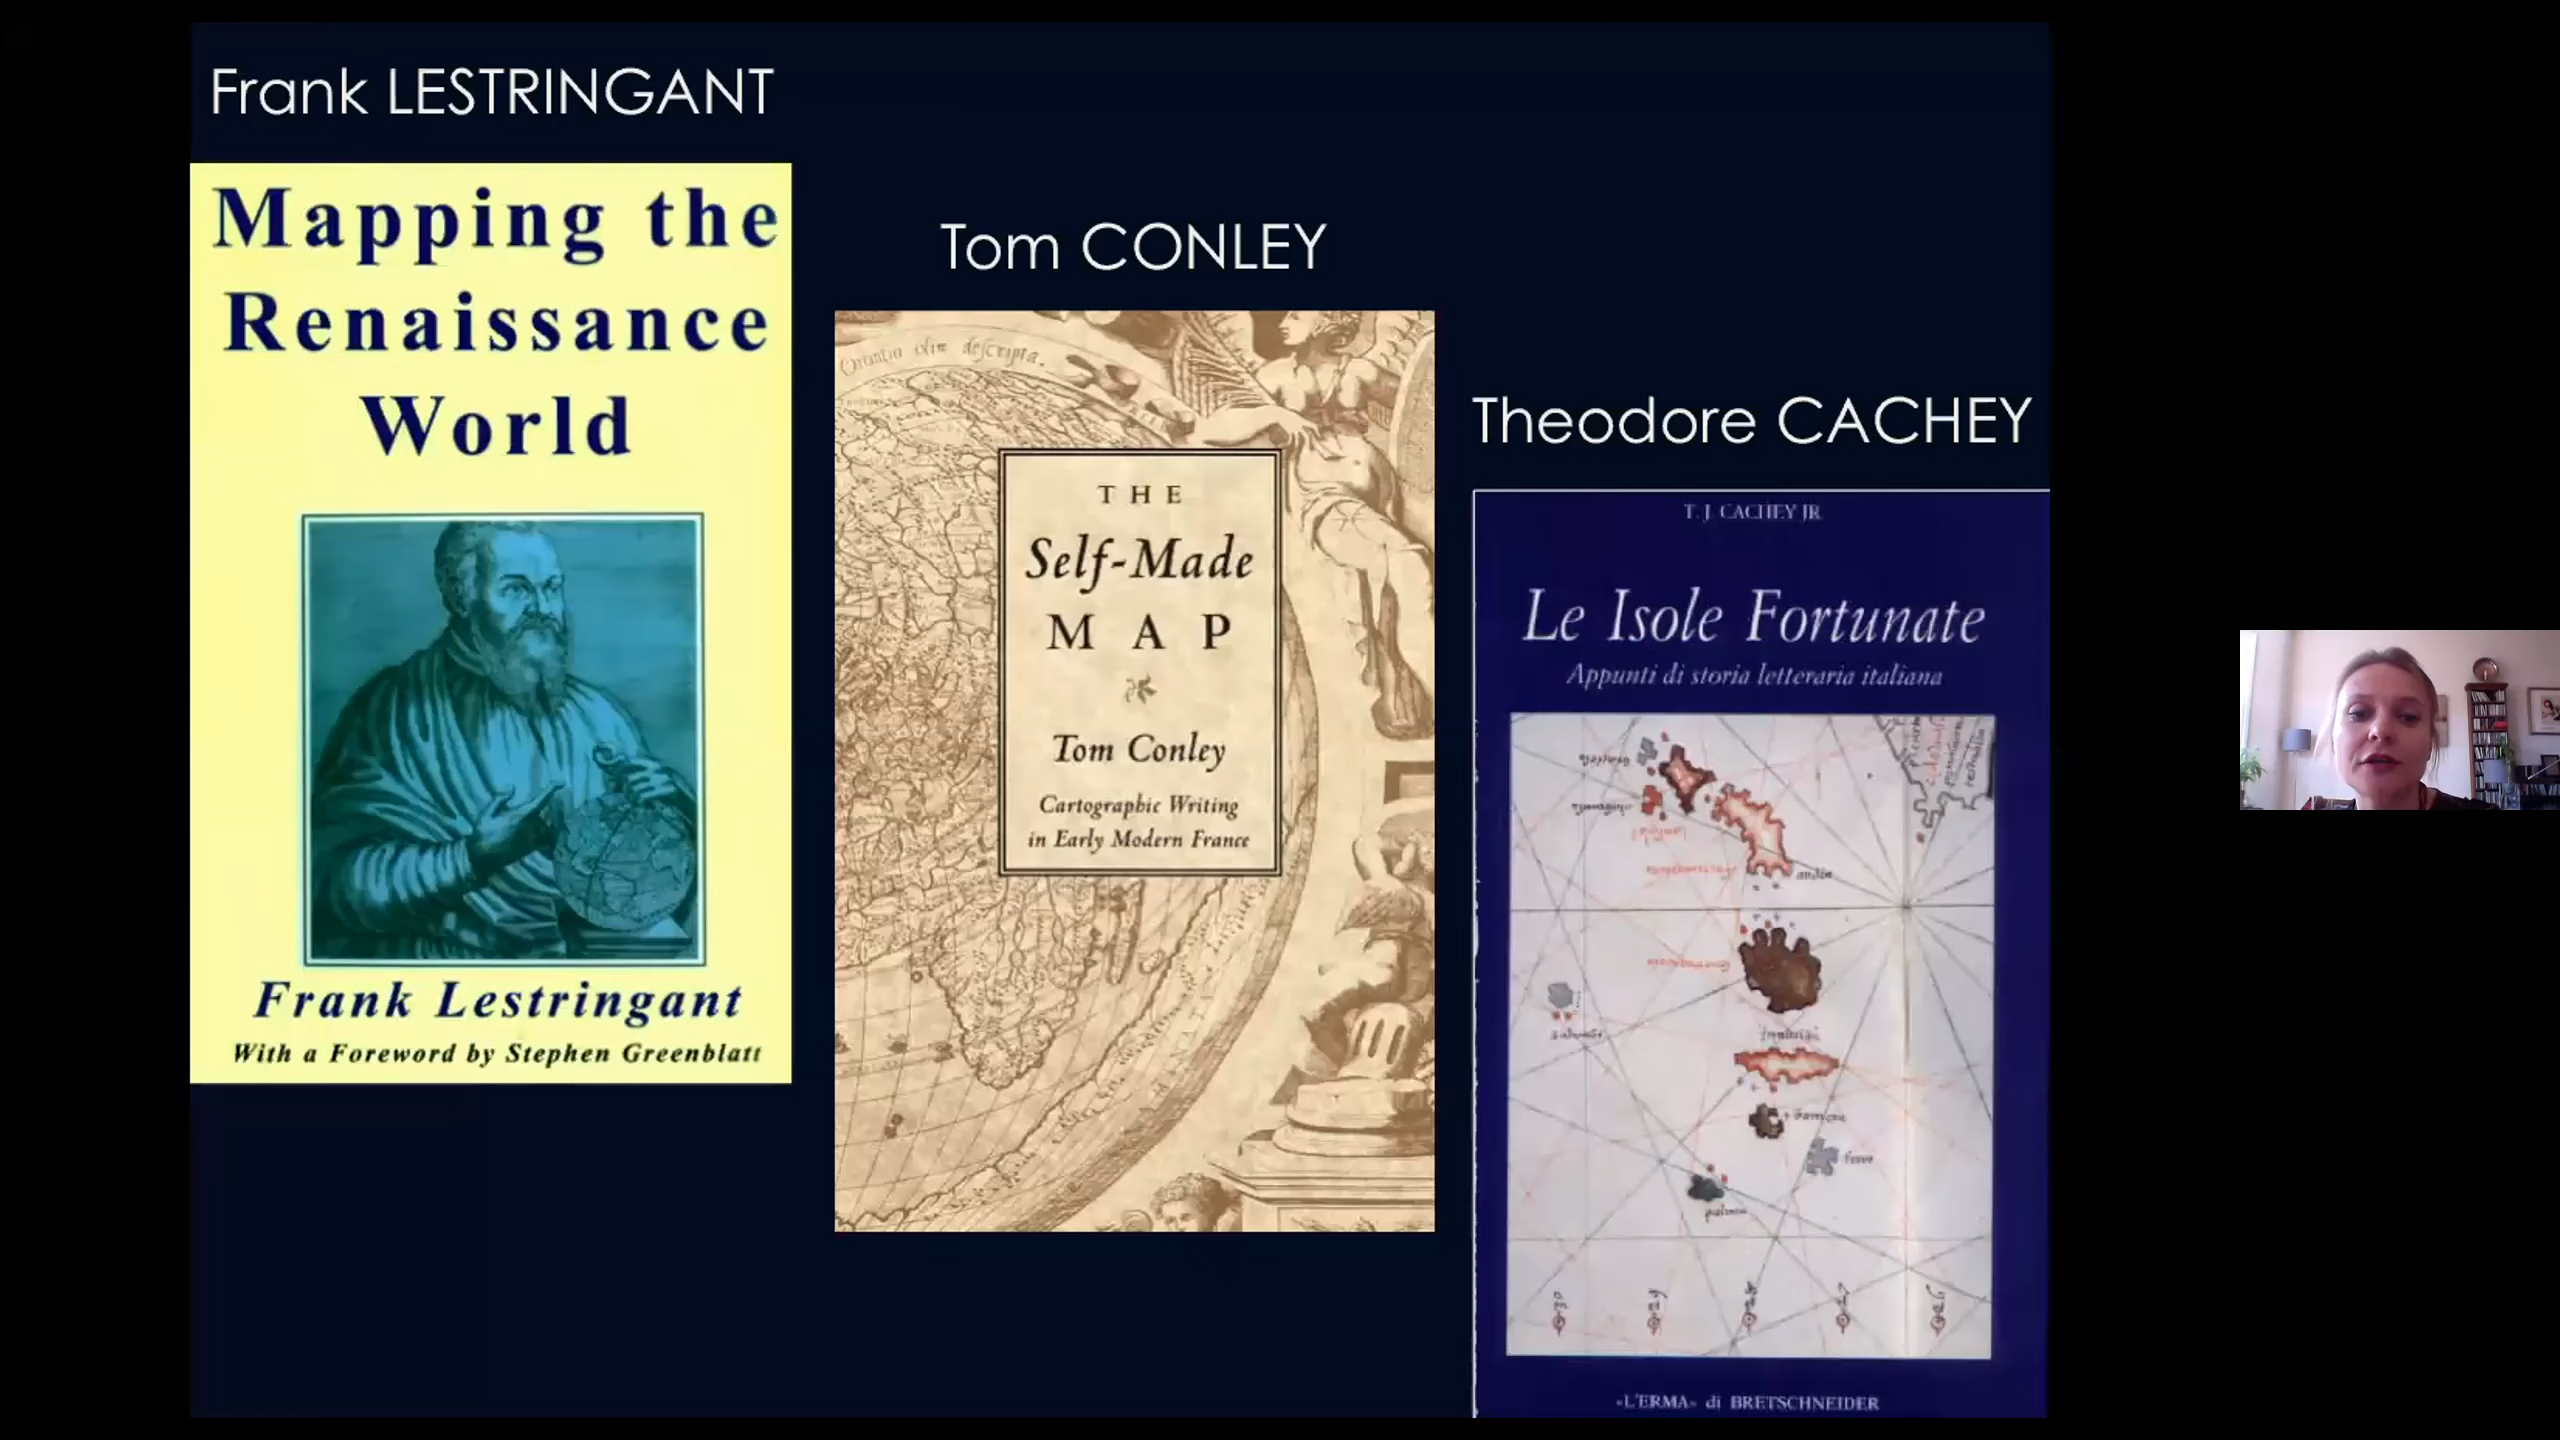 Frank LESTRINGANT
Mapping the
Renaissance
World
Frank Lestringant
With a Foreword by Stephen Greenblatt
Tom CONLEY
descripta.
THE
Self-Made
MAP
Tom Conley
Cartographic Writing
in Early Modern France
Theodore CACHEY
T. J. CACHEY JR.
Le Isole Fortunate
Appunti di storia letteraria italiana
«L'ERMA» di BRETSCHNEIDER